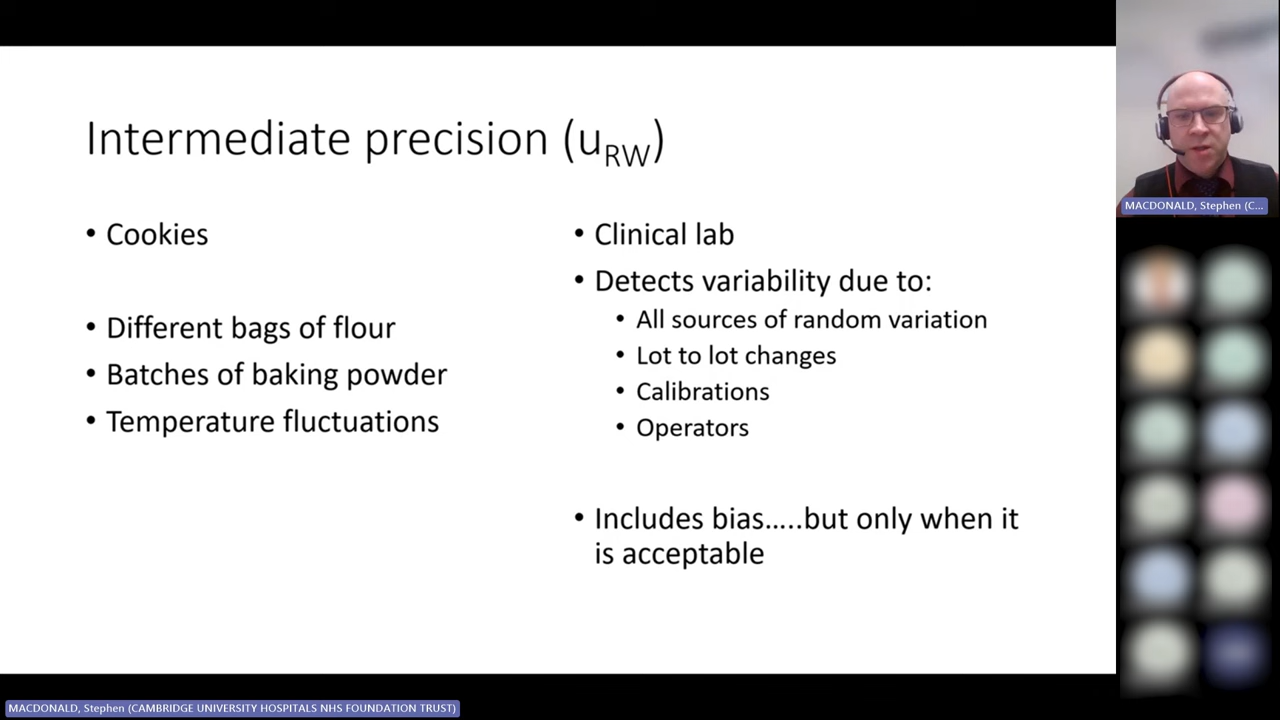 Intermediate precision (uRW)
• Cookies
• Different bags of flour
• Batches of baking powder
• Temperature fluctuations
• Clinical lab
• Detects variability due to:
• All sources of random variation
• Lot to lot changes
• Calibrations
• Operators
• Includes bias.....but only when it
is acceptable
MACDONALD, Stephen (C...
MACDONALD, Stephen (CAMBRIDGE UNIVERSITY HOSPITALS NHS FOUNDATION TRUST)